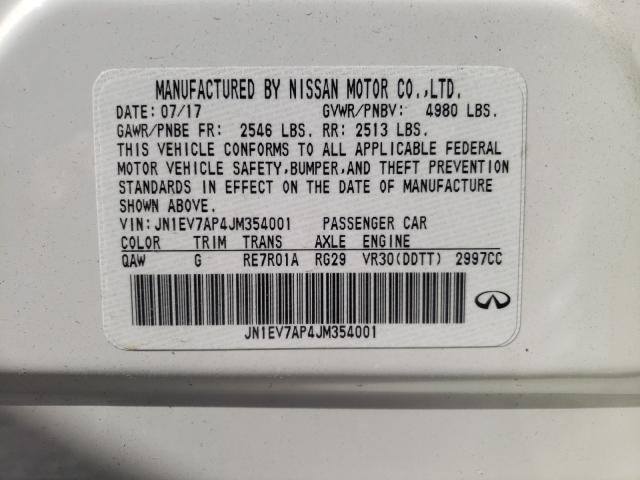 MANUFACTURED BY NISSAN MOTOR CO.,LTD.
DATE: 07/17 GVWR/PNBV: 4980 LBS.
GAWR/PNBE FR: 2546 LBS. RR: 2513 LBS.
THIS VEHICLE CONFORMS TO ALL APPLICABLE FEDERAL
MOTOR VEHICLE SAFETY,BUMPER,AND THEFT PREVENTION
STANDARDS IN EFFECT ON THE DATE OF MANUFACTURE
SHOWN ABOVE.
VIN:JN1EV7AP4JM354001 PASSENGER CAR
COLOR TRIM TRANS AXLE ENGINE
QAW G RE7R01A RG29 VR30(DDTT) 2997CC
JN1EV7AP4JM354001